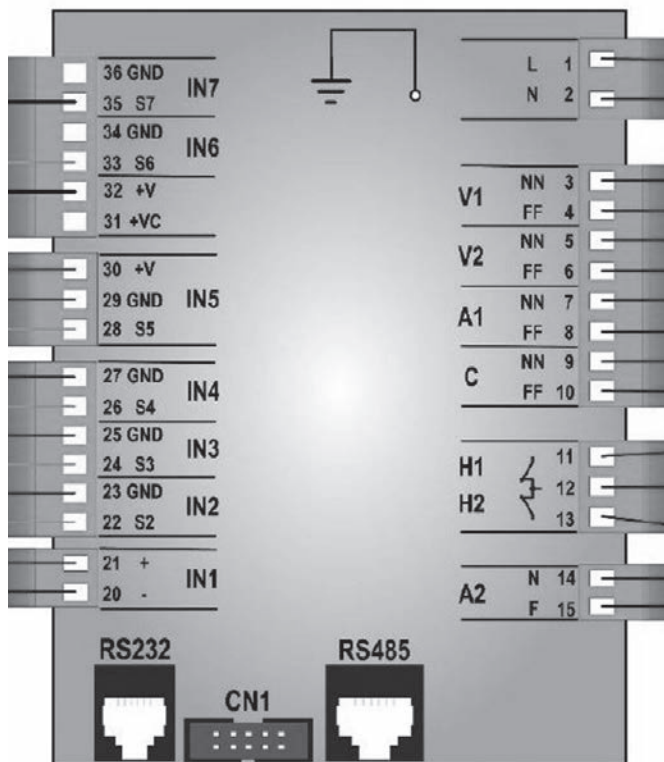 36 GND
35 S7
IN7
34 GND
33 S6
IN6
32 +V
31 +VC
30 +V
29 GND
28 S5
IN5
27 GND
26 S4
IN4
25 GND
24 S3
IN3
23 GND
22 S2
IN2
21 +
20 -
IN1
L 1
N 2
V1
NN 3
FF 4
V2
NN 5
FF 6
A1
NN 7
FF 8
C
NN 9
FF 10
H1
H2
11
12
13
A2
N 14
F 15
RS232
CN1
RS485